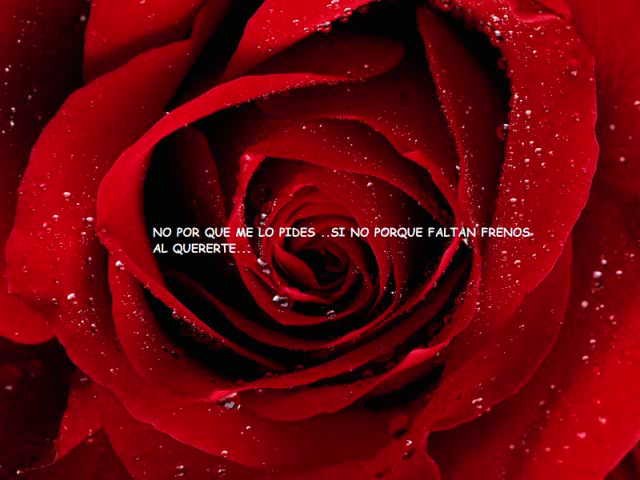 NO POR QUE ME LO PIDES ..SI NO PORQUE FALTAN FRENOS
AL QUERERTE...